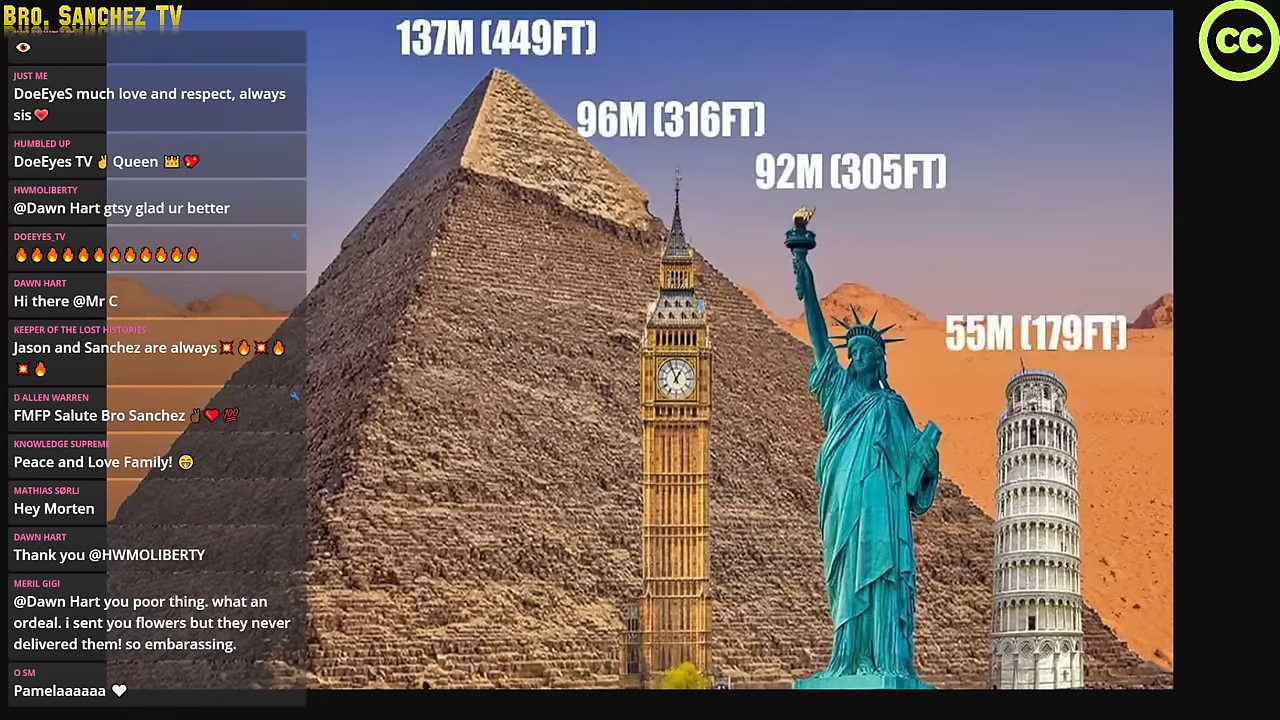 Bro. Sanchez TV
CC
137M (449FT)
96M (316FT)
92M (305FT)
55M (179FT)
👁
JUST ME
DoeEyeS much love and respect, always
sis❤️
HUMBLED UP
DoeEyes TV ✌️ Queen 👑 💖
HWMOLIBERTY
@Dawn Hart gtsy glad ur better
DOEEYES_TV
🔥🔥🔥🔥🔥🔥🔥🔥🔥🔥🔥🔥
DAWN HART
Hi there @Mr C
KEEPER OF THE LOST HISTORIES
Jason and Sanchez are always💥🔥💥🔥
💥🔥
D ALLEN WARREN
FMFP Salute Bro Sanchez ✌🏾❤️💯
KNOWLEDGE SUPREME
Peace and Love Family! 😁
MATHIAS SØRLI
Hey Morten
DAWN HART
Thank you @HWMOLIBERTY
MERIL GIGI
@Dawn Hart you poor thing. what an
ordeal. i sent you flowers but they never
delivered them! so embarassing.
O SM
Pamelaaaaaa 🤍